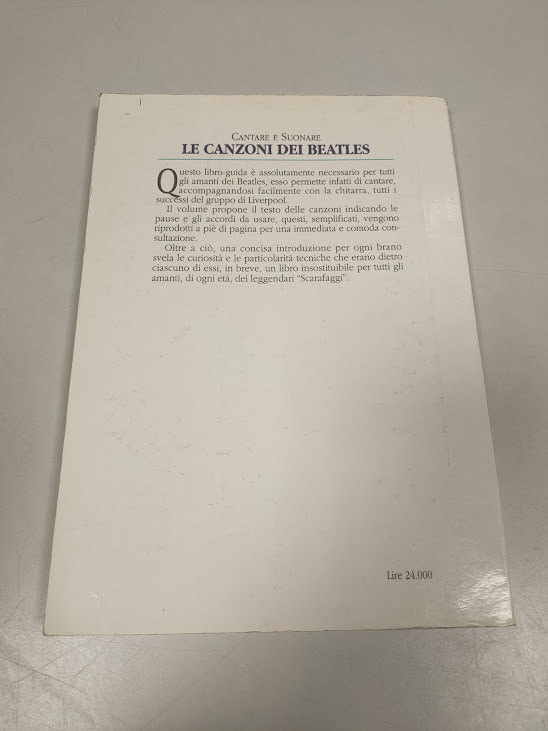 CANTARE E SUONARE
LE CANZONI DEI BEATLES
Questo libro-guida è assolutamente necessario per tutti
gli amanti dei Beatles, esso permette infatti di cantare,
accompagnandosi facilmente con la chitarra, tutti i
successi del gruppo di Liverpool.
Il volume propone il testo delle canzoni indicando le
pause e gli accordi da usare, questi, semplificati, vengono
riprodotti a piè di pagina per una immediata e comoda con-
sultazione.
Oltre a ciò, una concisa introduzione per ogni brano
svela le curiosità e le particolarità tecniche che erano dietro
ciascuno di essi, in breve, un libro insostituibile per tutti gli
amanti, di ogni età, dei leggendari “Scarafaggi”.
Lire 24.000